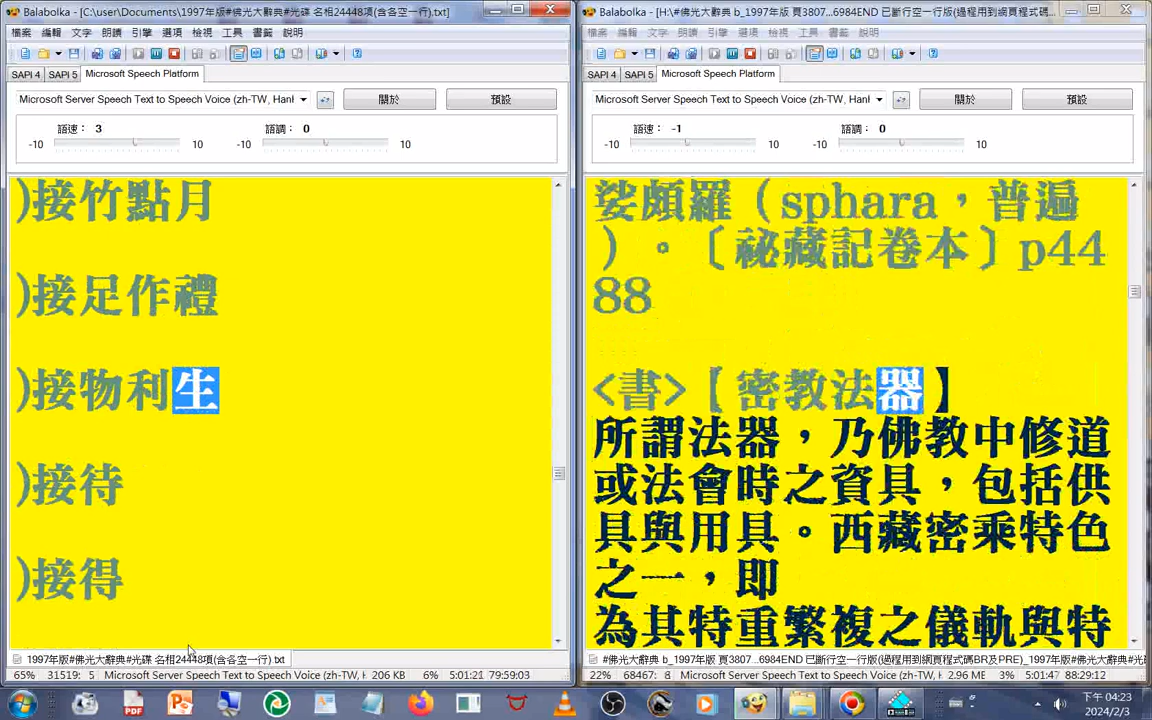 Balabolka - [C:\user\Documents\1997年版#佛光大辭典#光碟 名相24448項(含各空一行).txt]
檔案 編輯 文字 朗讀 引擎 選項 檢視 工具 書籤 說明
SAPI 4 SAPI 5 Microsoft Speech Platform
Microsoft Server Speech Text to Speech Voice (zh-TW, HanH 關於 預設
語速： 3 語調： 0
-10 10 -10 10
)接竹點月
)接足作禮
)接物利生
)接待
)接得
1997年版#佛光大辭典#光碟 名相24448項(含各空一行).txt
65% 31519: 5 Microsoft Server Speech Text to Speech Voice (zh-TW, H 206 KB 6% 5:01:21 79:59:03
Balabolka - [H:\#佛光大辭典 b_1997年版 頁3807...6984END 已斷行空一行版(過程用到網頁程式碼...
檔案 編輯 文字 朗讀 引擎 選項 檢視 工具 書籤 說明
SAPI 4 SAPI 5 Microsoft Speech Platform
Microsoft Server Speech Text to Speech Voice (zh-TW, HanH 關於 預設
語速： -1 語調： 0
-10 10 -10 10
娑頗羅（sphara，普遍
）。〔祕藏記卷本〕p44
88
<書>【密教法器】
所謂法器，乃佛教中修道
或法會時之資具，包括供
具與用具。西藏密乘特色
之一，即
為其特重繁複之儀軌與特
#佛光大辭典 b_1997年版 頁3807...6984END 已斷行空一行版(過程用到網頁程式碼BR及PRE)_1997年版#佛光
22% 68467: 8 Microsoft Server Speech Text to Speech Voice (zh-TW, H 2.96 ME 3% 5:01:47 88:29:12
下午 04:23
2024/2/3